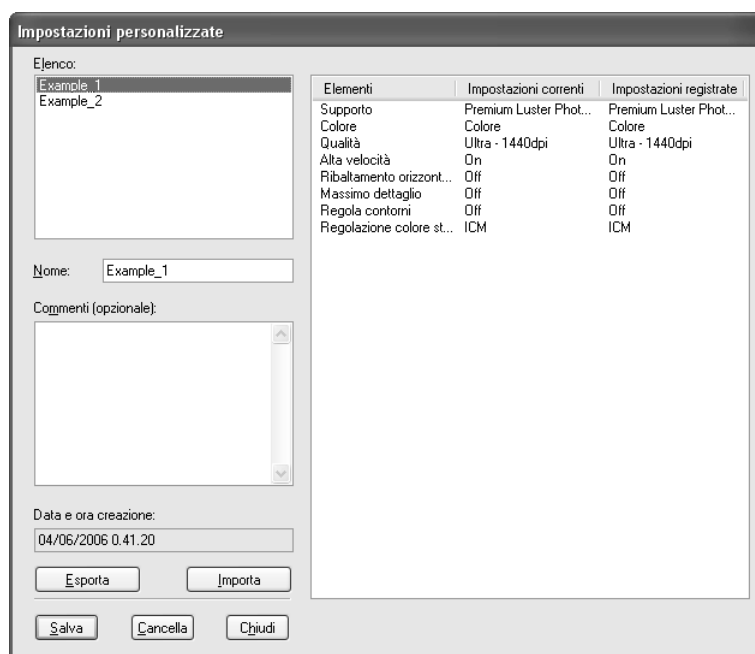 Impostazioni personalizzate
Elenco:
Example_1
Example_2
Nome: Example_1
Commenti (opzionale):
Data e ora creazione:
04/06/2006 0.41.20
Esporta Importa
Salva Cancella Chiudi
Elementi Impostazioni correnti Impostazioni registrate
Supporto Premium Luster Phot... Premium Luster Phot...
Colore Colore Colore
Qualità Ultra - 1440dpi Ultra - 1440dpi
Alta velocità On On
Ribaltamento orizzont... Off Off
Massimo dettaglio Off Off
Regola contorni Off Off
Regolazione colore st... ICM ICM